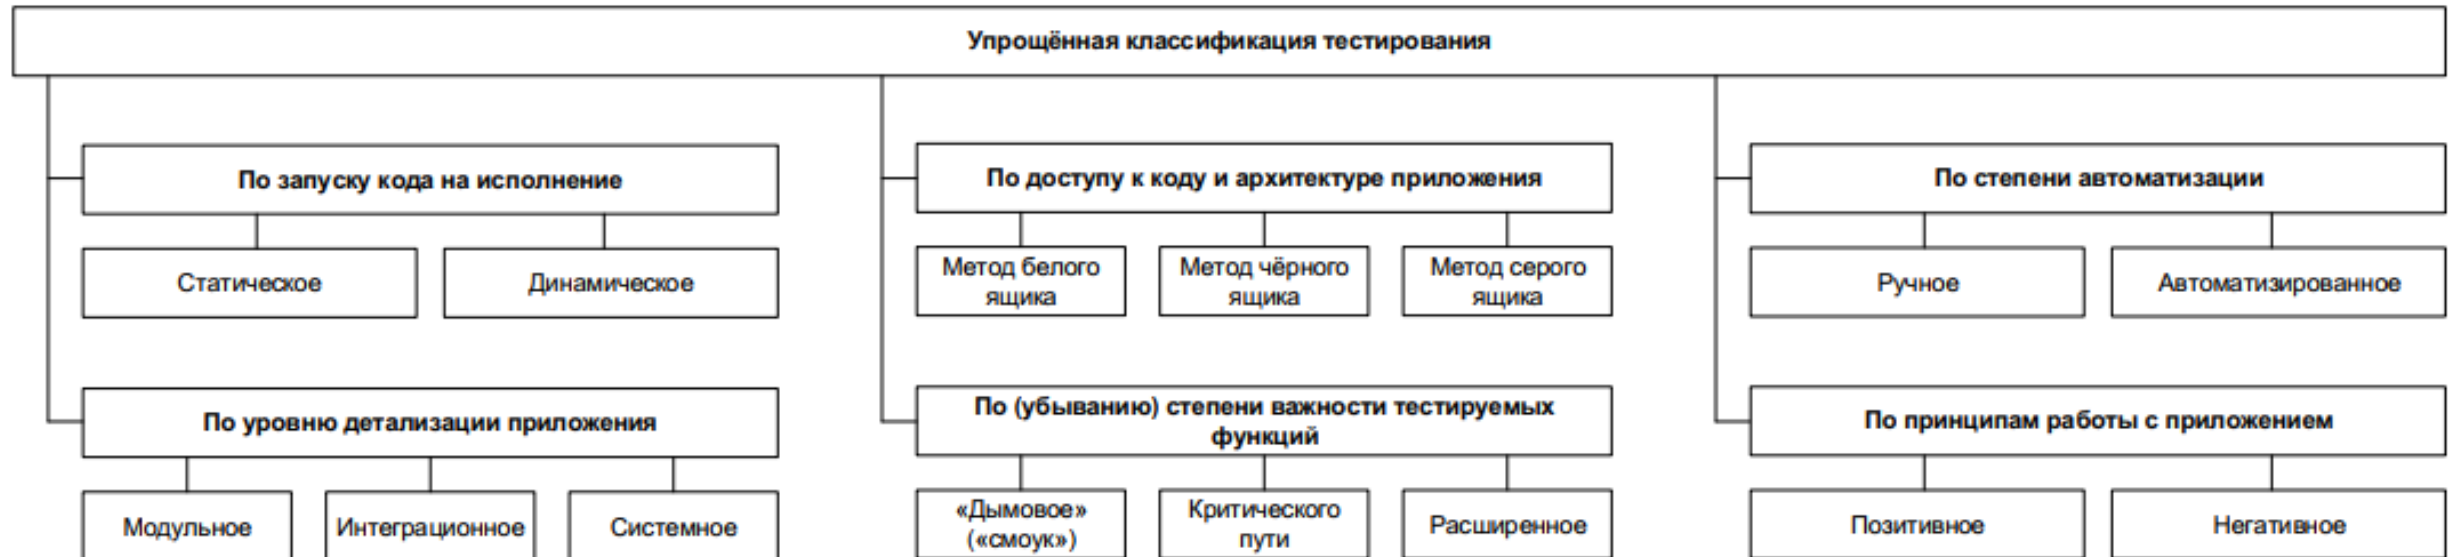 Упрощённая классификация тестирования
По запуску кода на исполнение
Статическое
Динамическое
По доступу к коду и архитектуре приложения
Метод белого
ящика
Метод чёрного
ящика
Метод серого
ящика
По степени автоматизации
Ручное
Автоматизированное
По уровню детализации приложения
Модульное
Интеграционное
Системное
По (убыванию) степени важности тестируемых
функций
«Дымовое»
(«смоук»)
Критического
пути
Расширенное
По принципам работы с приложением
Позитивное
Негативное